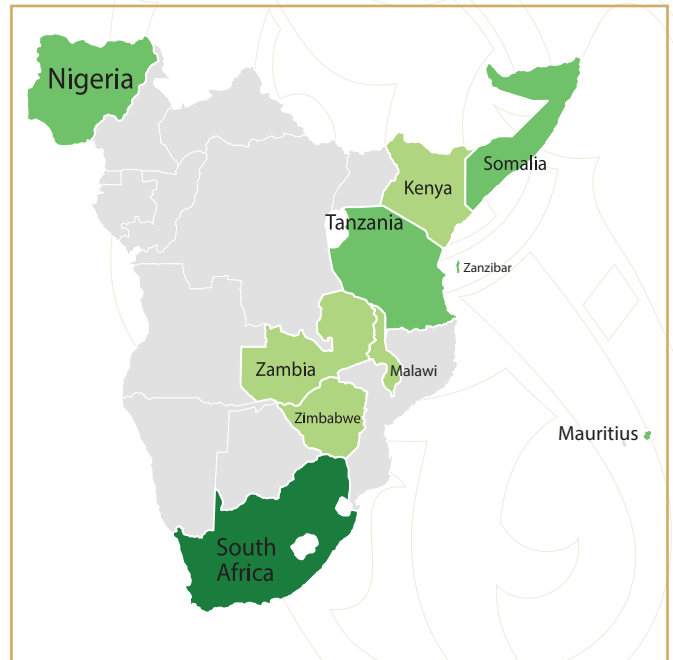 Nigeria
Somalia
Kenya
Tanzania
Zanzibar
Zambia
Malawi
Zimbabwe
Mauritius
South
Africa